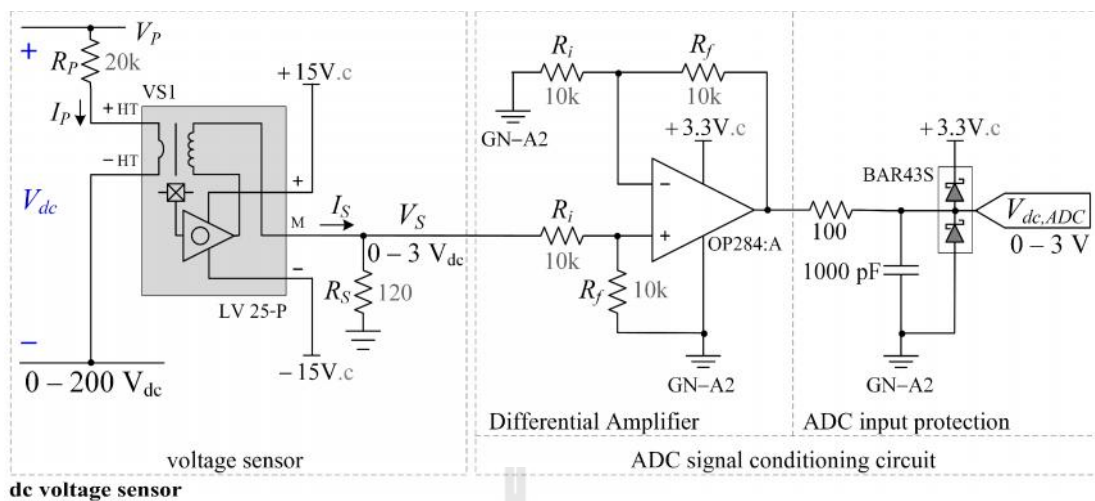 +
V_P
R_P
20k
I_P
VS1
+HT
−HT
V_dc
−
0 – 200 V_dc
+15V.c
+
M
I_S
V_S
0 – 3 V_dc
R_S
120
−
LV 25-P
−15V.c
voltage sensor
R_i
10k
GN−A2
R_f
10k
+3.3V.c
−
+
OP284:A
R_i
10k
R_f
10k
GN−A2
Differential Amplifier
100
1000 pF
+3.3V.c
BAR43S
V_dc,ADC
0 – 3 V
GN−A2
ADC input protection
ADC signal conditioning circuit
dc voltage sensor